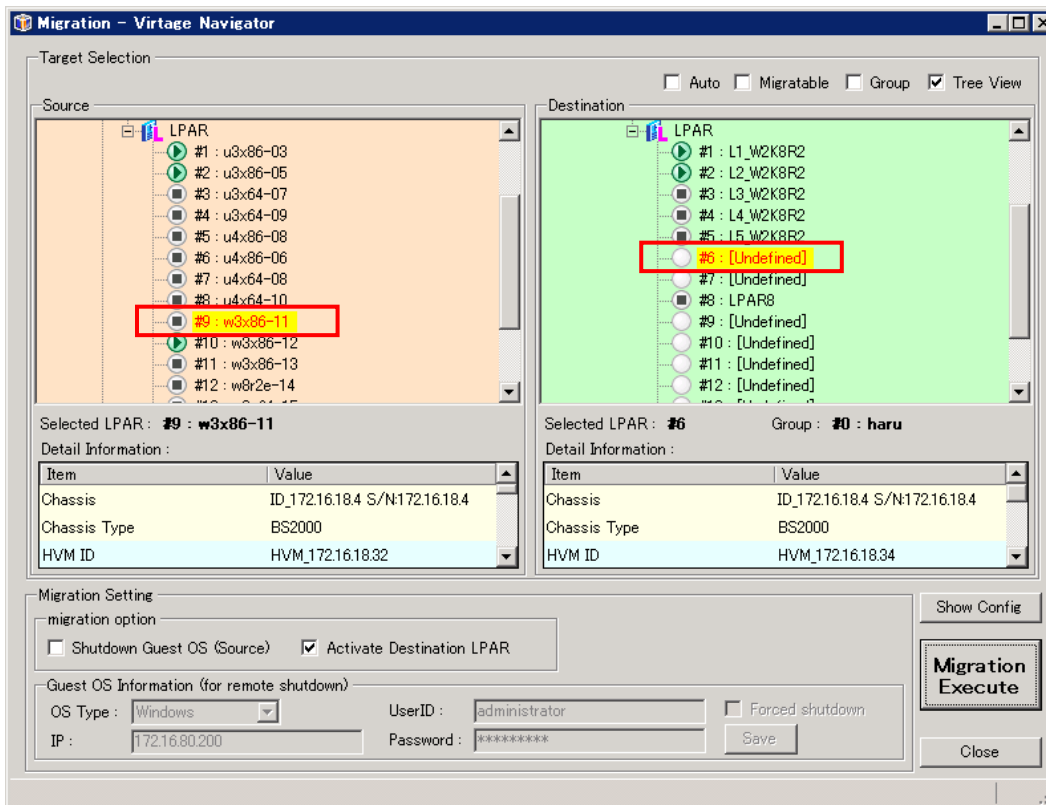 Migration - Virtage Navigator
Target Selection
Auto Migratable Group Tree View
Source
LPAR
#1 : u3x86-03
#2 : u3x86-05
#3 : u3x64-07
#4 : u3x64-09
#5 : u4x86-08
#6 : u4x86-06
#7 : u4x64-08
#8 : u4x64-10
#9 : w3x86-11
#10 : w3x86-12
#11 : w3x86-13
#12 : w8r2e-14
Selected LPAR : #9 : w3x86-11
Detail Information :
Item Value
Chassis ID_172.16.18.4 S/N:172.16.18.4
Chassis Type BS2000
HVM ID HVM_172.16.18.32
Destination
LPAR
#1 : L1_W2K8R2
#2 : L2_W2K8R2
#3 : L3_W2K8R2
#4 : L4_W2K8R2
#5 : L5_W2K8R2
#6 : [Undefined]
#7 : [Undefined]
#8 : LPAR8
#9 : [Undefined]
#10 : [Undefined]
#11 : [Undefined]
#12 : [Undefined]
Selected LPAR : #6 Group : #0 : haru
Detail Information :
Item Value
Chassis ID_172.16.18.4 S/N:172.16.18.4
Chassis Type BS2000
HVM ID HVM_172.16.18.34
Migration Setting
migration option
Shutdown Guest OS (Source) Activate Destination LPAR
Guest OS Information (for remote shutdown)
OS Type : Windows UserID : administrator Forced shutdown
IP : 172.16.80.200 Password : ********* Save
Show Config
Migration
Execute
Close